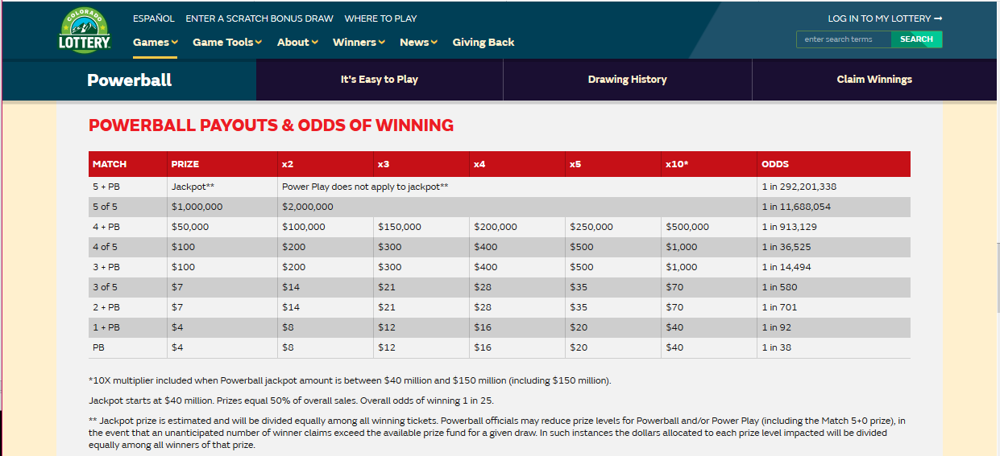 COLORADO
LOTTERY
ESPAÑOL ENTER A SCRATCH BONUS DRAW WHERE TO PLAY
LOG IN TO MY LOTTERY →
Games Game Tools About Winners News Giving Back
enter search terms SEARCH
Powerball It's Easy to Play Drawing History Claim Winnings
POWERBALL PAYOUTS & ODDS OF WINNING
MATCH PRIZE x2 x3 x4 x5 x10* ODDS
5 + PB Jackpot** Power Play does not apply to jackpot** 1 in 292,201,338
5 of 5 $1,000,000 $2,000,000 1 in 11,688,054
4 + PB $50,000 $100,000 $150,000 $200,000 $250,000 $500,000 1 in 913,129
4 of 5 $100 $200 $300 $400 $500 $1,000 1 in 36,525
3 + PB $100 $200 $300 $400 $500 $1,000 1 in 14,494
3 of 5 $7 $14 $21 $28 $35 $70 1 in 580
2 + PB $7 $14 $21 $28 $35 $70 1 in 701
1 + PB $4 $8 $12 $16 $20 $40 1 in 92
PB $4 $8 $12 $16 $20 $40 1 in 38
*10X multiplier included when Powerball jackpot amount is between $40 million and $150 million (including $150 million).
Jackpot starts at $40 million. Prizes equal 50% of overall sales. Overall odds of winning 1 in 25.
** Jackpot prize is estimated and will be divided equally among all winning tickets. Powerball officials may reduce prize levels for Powerball and/or Power Play (including the Match 5+0 prize), in
the event that an unanticipated number of winner claims exceed the available prize fund for a given draw. In such instances the dollars allocated to each prize level impacted will be divided
equally among all winners of that prize.